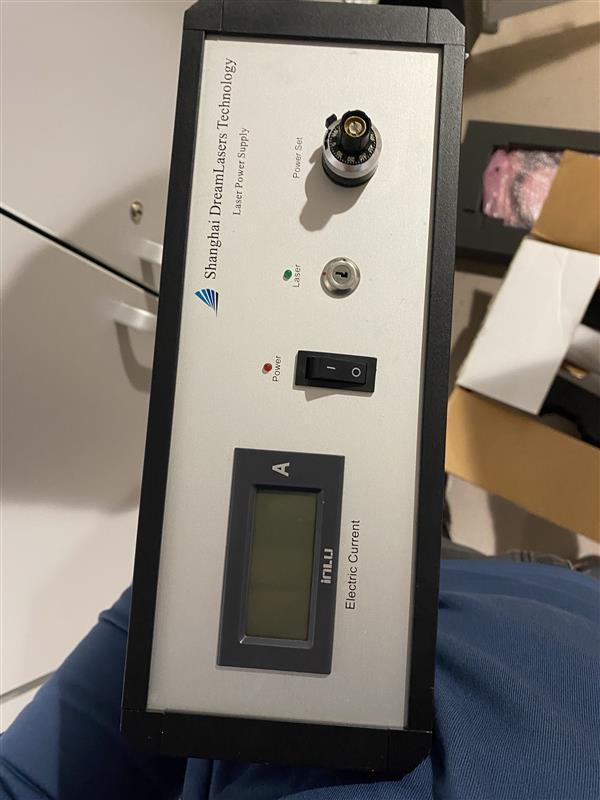 Shanghai DreamLasers Technology
Laser Power Supply
Power Set
Laser
Power
I O
A
inLU
Electric Current